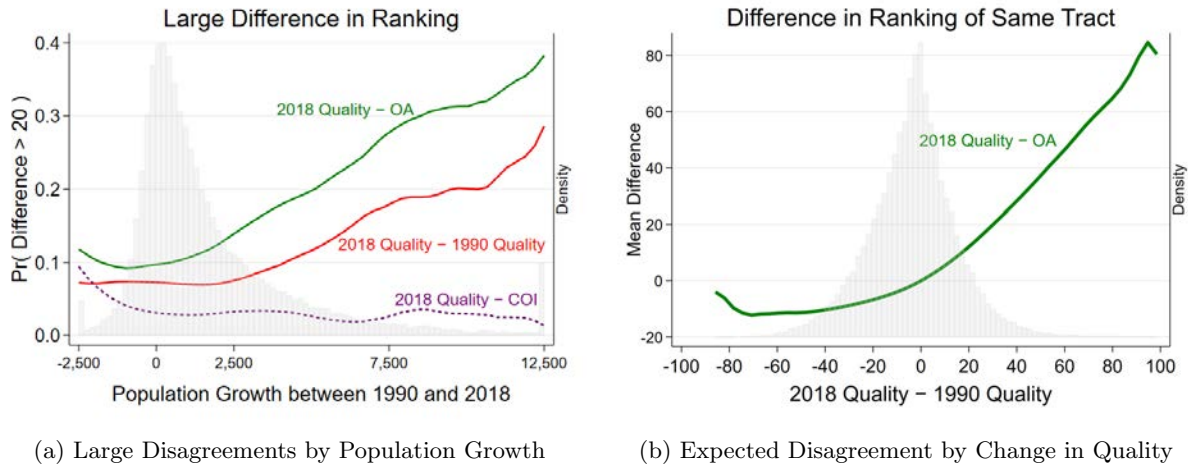 Large Difference in Ranking
Pr( Difference > 20 )
0.4
0.3
0.2
0.1
0.0
2018 Quality − OA
2018 Quality − 1990 Quality
2018 Quality − COI
Density
-2,500 0 2,500 7,500 12,500
Population Growth between 1990 and 2018
(a) Large Disagreements by Population Growth
Difference in Ranking of Same Tract
Mean Difference
80
60
40
20
0
-20
2018 Quality − OA
Density
-100 -80 -60 -40 -20 0 20 40 60 80 100
2018 Quality − 1990 Quality
(b) Expected Disagreement by Change in Quality